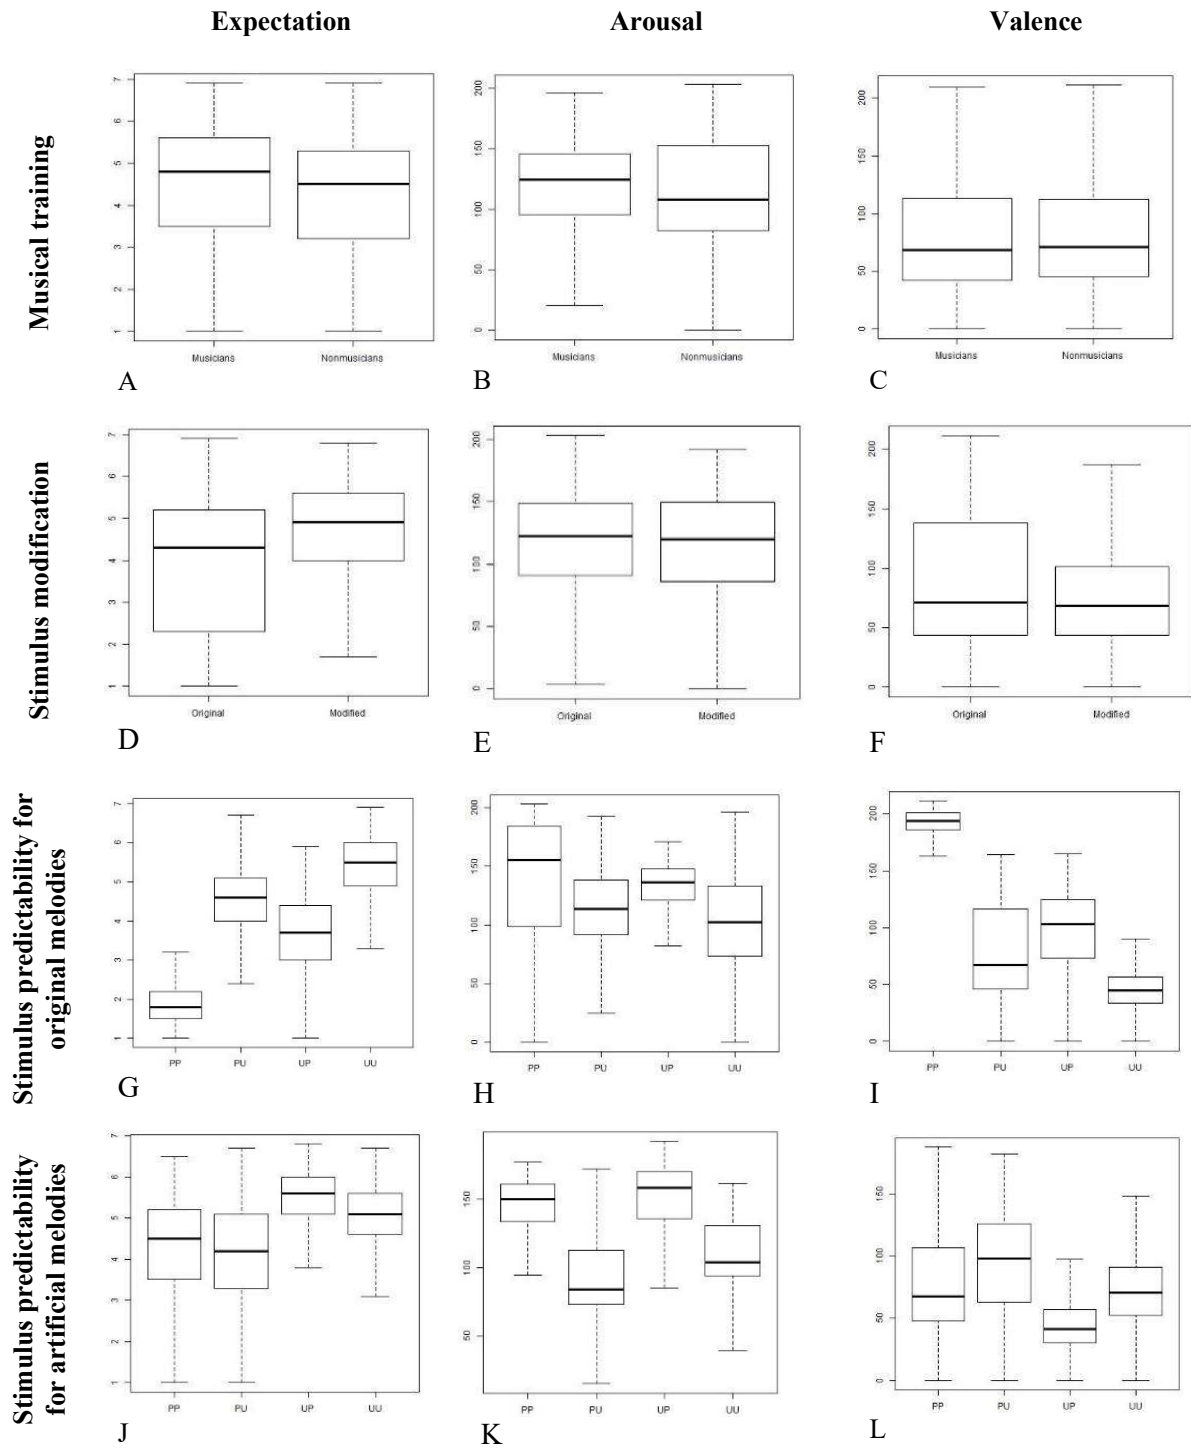 Expectation Arousal Valence
Musical training
7 6 5 4 3 2 1
200 150 100 50 0
200 150 100 50 0
Musicians Nonmusicians
Musicians Nonmusicians
Musicians Nonmusicians
A B C
Stimulus modification
7 6 5 4 3 2 1
200 150 100 50 0
200 150 100 50 0
Original Modified
Original Modified
Original Modified
D E F
Stimulus predictability for
original melodies
7 6 5 4 3 2 1
200 150 100 50 0
200 150 100 50 0
PP PU UP UU
PP PU UP UU
PP PU UP UU
G H I
Stimulus predictability
for artificial melodies
7 6 5 4 3 2 1
150 100 50
150 100 50 0
PP PU UP UU
PP PU UP UU
PP PU UP UU
J K L